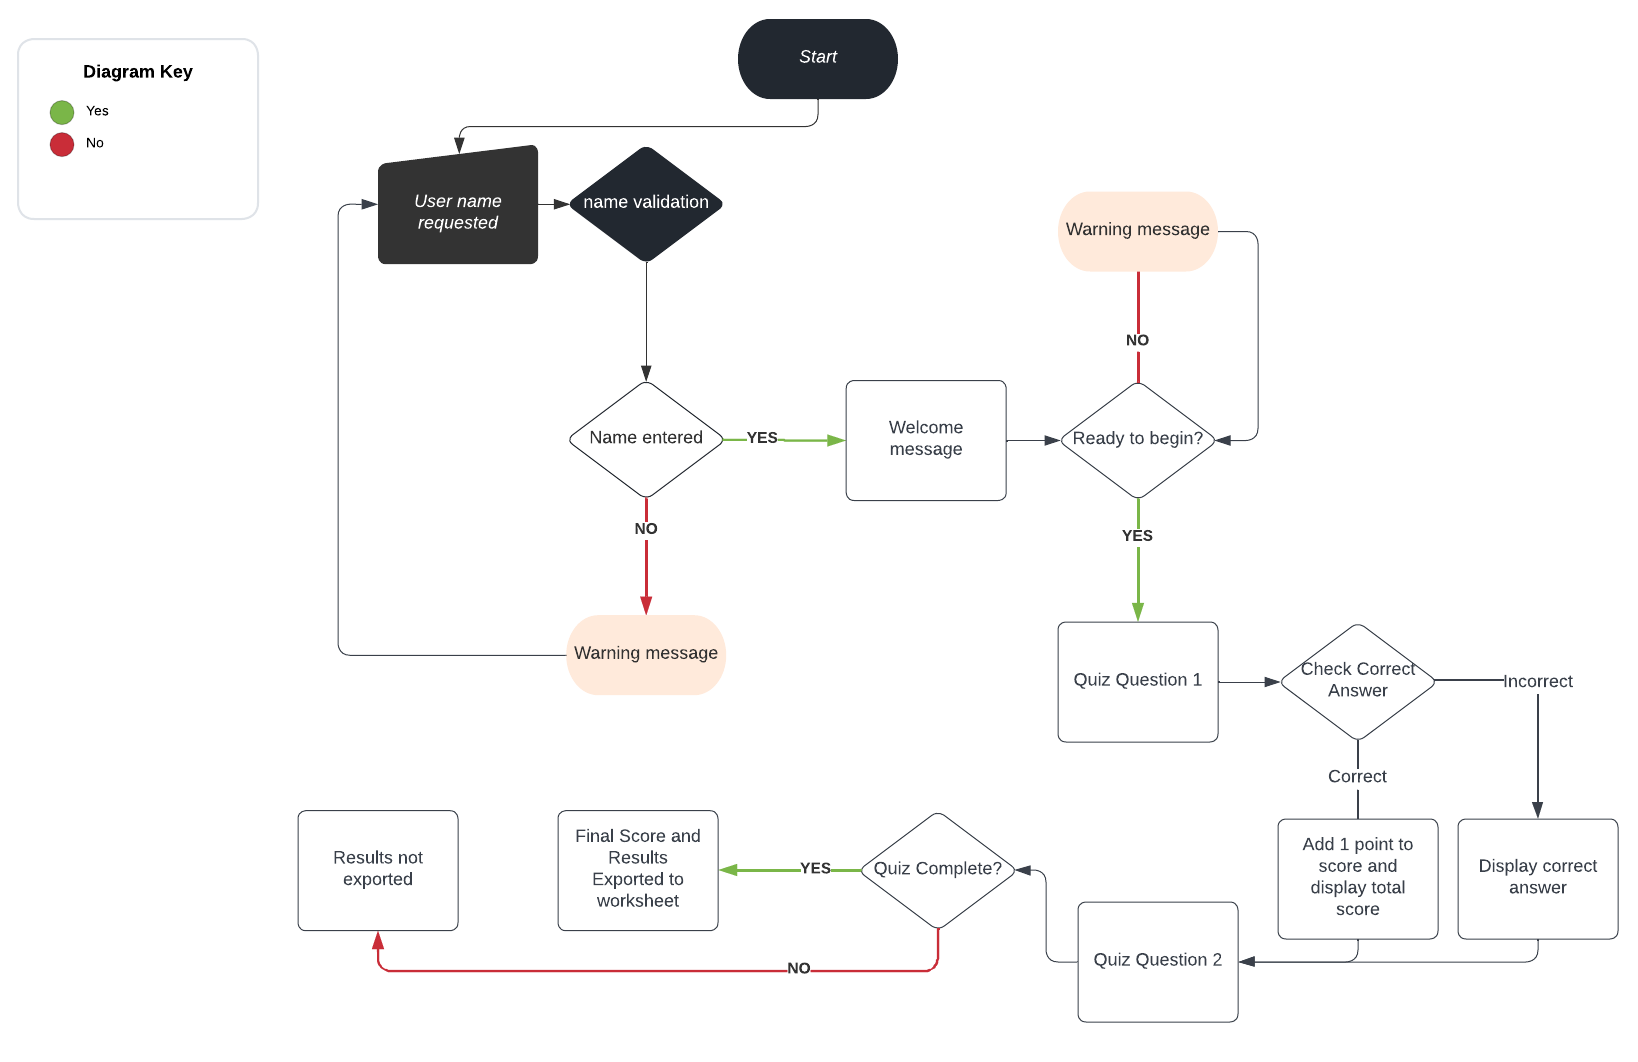 Diagram Key
Yes
No
Start
User name
requested
name validation
Warning message
NO
Name entered
YES
Welcome
message
Ready to begin?
NO
YES
Warning message
Quiz Question 1
Check Correct
Answer
Incorrect
Correct
Results not
exported
Final Score and
Results
Exported to
worksheet
YES
Quiz Complete?
Add 1 point to
score and
display total
score
Display correct
answer
NO
Quiz Question 2